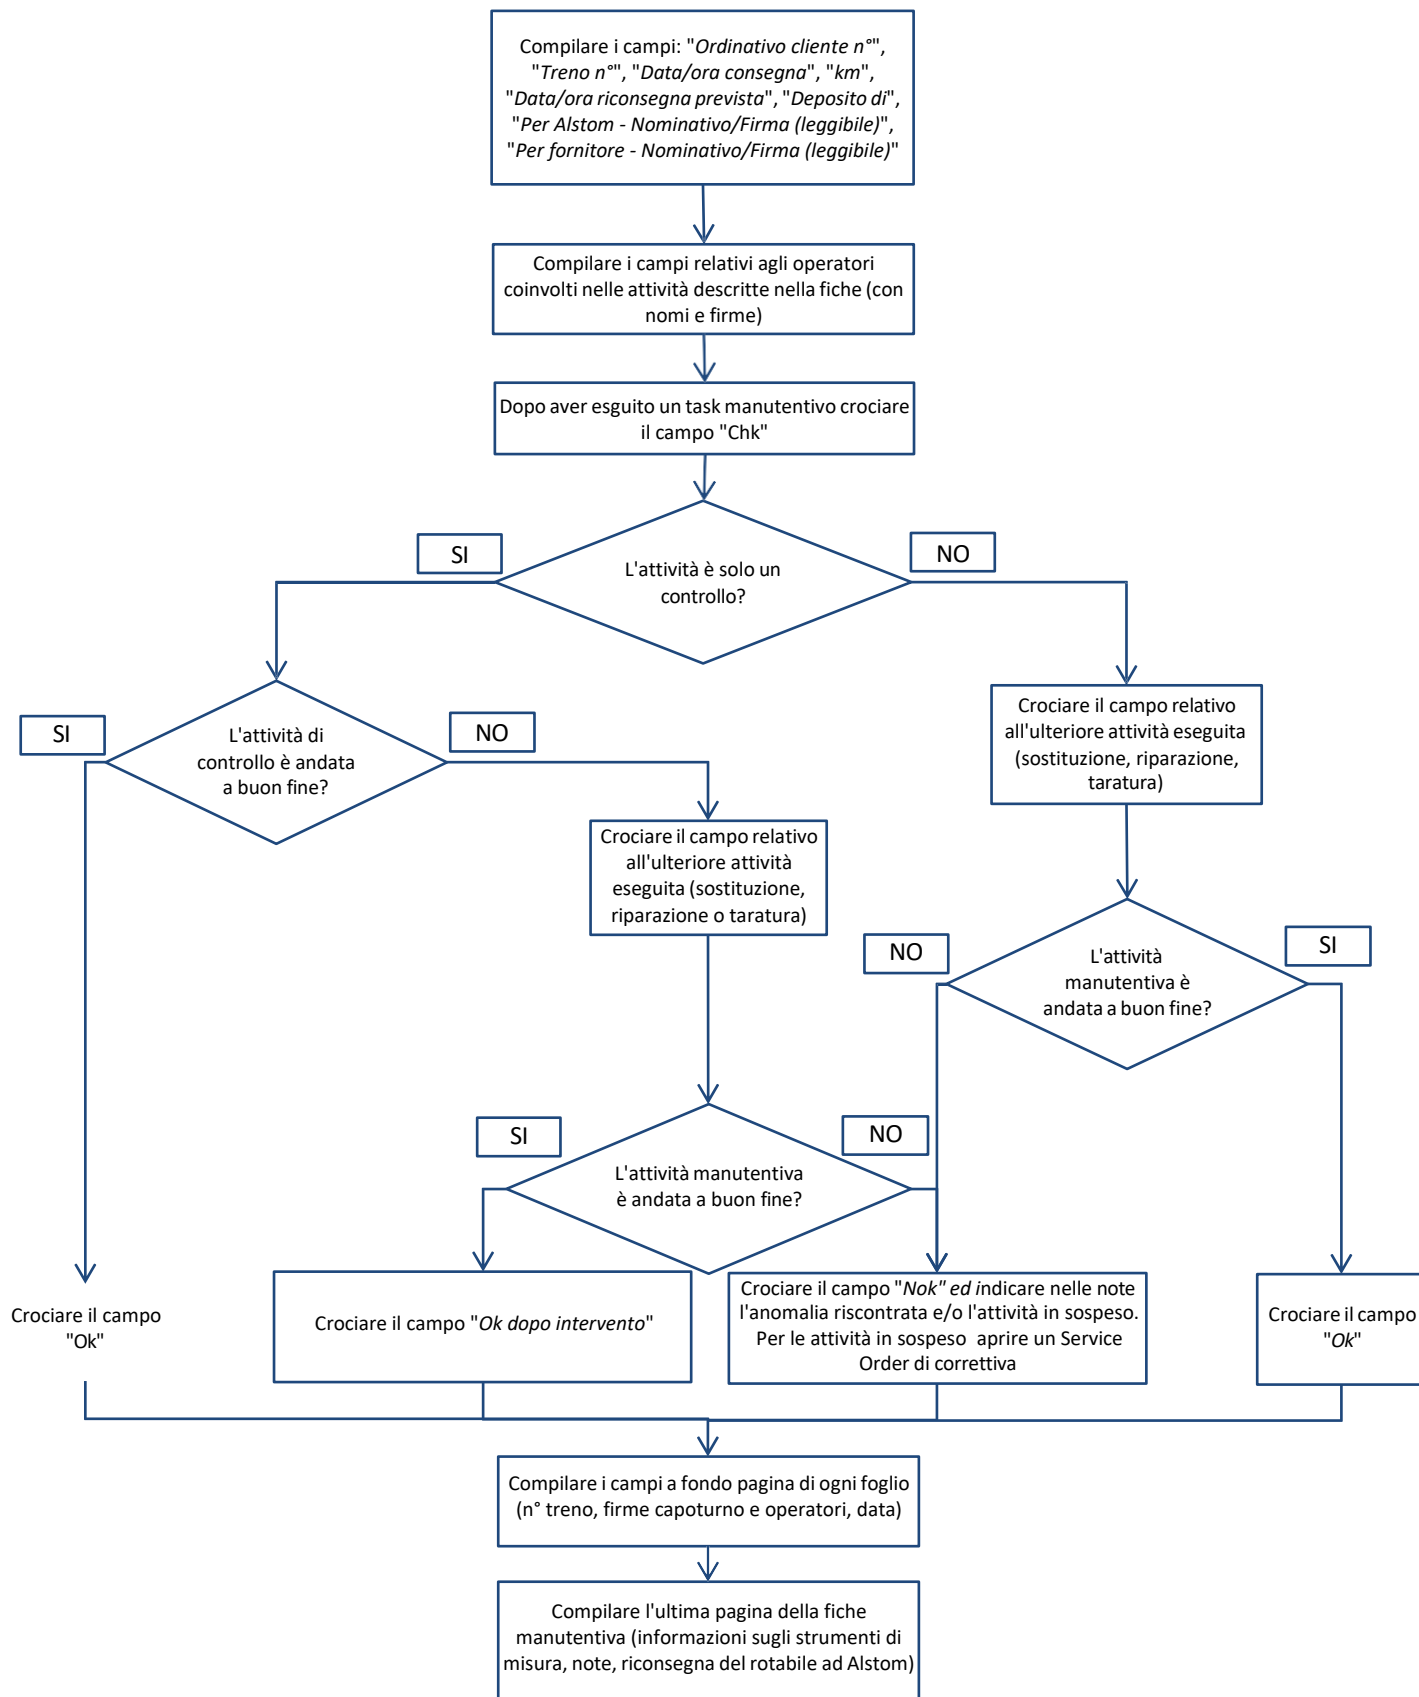 Compilare i campi: "Ordinativo cliente n°",
"Treno n°", "Data/ora consegna", "km",
"Data/ora riconsegna prevista", "Deposito di",
"Per Alstom - Nominativo/Firma (leggibile)",
"Per fornitore - Nominativo/Firma (leggibile)"
Compilare i campi relativi agli operatori
coinvolti nelle attività descritte nella fiche (con
nomi e firme)
Dopo aver esguito un task manutentivo crociare
il campo "Chk"
SI
NO
L'attività è solo un
controllo?
SI
NO
L'attività di
controllo è andata
a buon fine?
Crociare il campo relativo
all'ulteriore attività eseguita
(sostituzione, riparazione,
taratura)
Crociare il campo relativo
all'ulteriore attività
eseguita (sostituzione,
riparazione o taratura)
NO
SI
L'attività
manutentiva è
andata a buon fine?
SI
NO
L'attività manutentiva
è andata a buon fine?
Crociare il campo
"Ok"
Crociare il campo "Ok dopo intervento"
Crociare il campo "Nok" ed indicare nelle note
l'anomalia riscontrata e/o l'attività in sospeso.
Per le attività in sospeso aprire un Service
Order di correttiva
Crociare il campo
"Ok"
Compilare i campi a fondo pagina di ogni foglio
(n° treno, firme capoturno e operatori, data)
Compilare l'ultima pagina della fiche
manutentiva (informazioni sugli strumenti di
misura, note, riconsegna del rotabile ad Alstom)